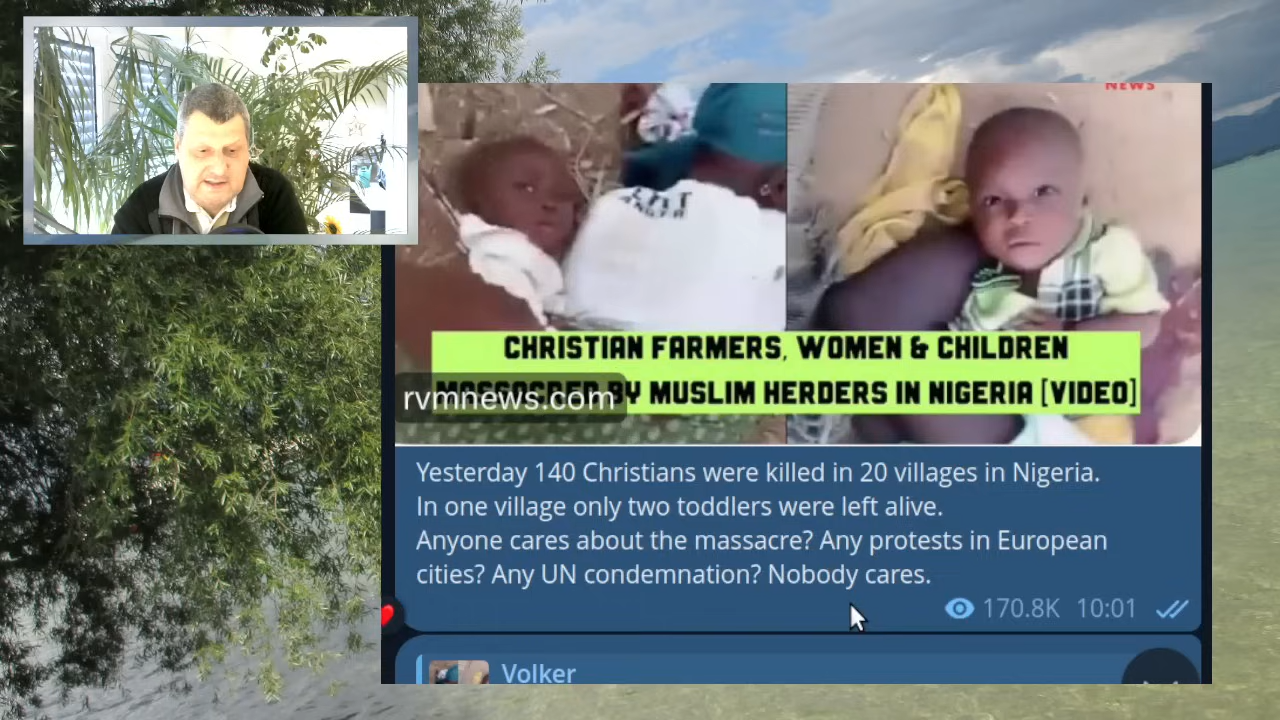 NEWS
CHRISTIAN FARMERS, WOMEN & CHILDREN
MASSACRED BY MUSLIM HERDERS IN NIGERIA [VIDEO]
rvmnews.com
Yesterday 140 Christians were killed in 20 villages in Nigeria.
In one village only two toddlers were left alive.
Anyone cares about the massacre? Any protests in European
cities? Any UN condemnation? Nobody cares.
170.8K 10:01
Volker